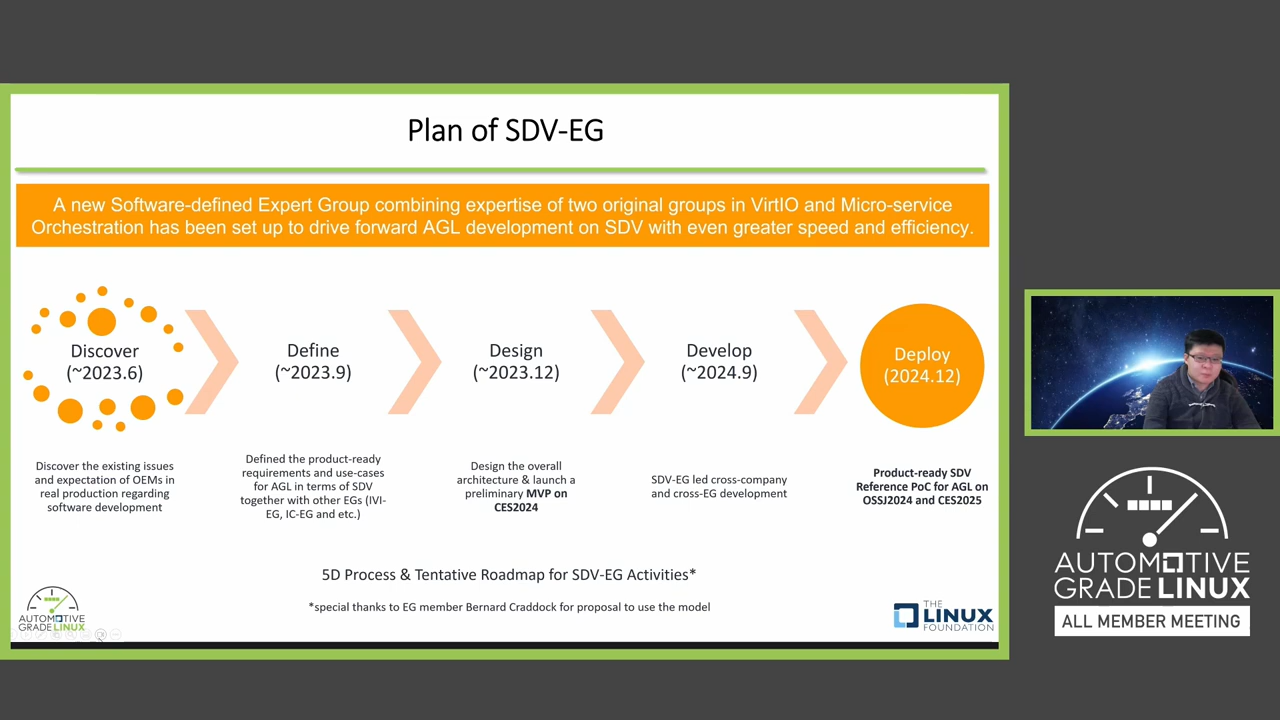 Plan of SDV-EG
A new Software-defined Expert Group combining expertise of two original groups in VirtIO and Micro-service
Orchestration has been set up to drive forward AGL development on SDV with even greater speed and efficiency.
Discover
(~2023.6)
Define
(~2023.9)
Design
(~2023.12)
Develop
(~2024.9)
Deploy
(2024.12)
Discover the existing issues
and expectation of OEMs in
real production regarding
software development
Defined the product-ready
requirements and use-cases
for AGL in terms of SDV
together with other EGs (IVI-
EG, IC-EG and etc.)
Design the overall
architecture & launch a
preliminary MVP on
CES2024
SDV-EG led cross-company
and cross-EG development
Product-ready SDV
Reference PoC for AGL on
OSSJ2024 and CES2025
5D Process & Tentative Roadmap for SDV-EG Activities*
*special thanks to EG member Bernard Craddock for proposal to use the model
AUTOMOTIVE
GRADE LINUX
THE
LINUX
FOUNDATION
AUTOMOTIVE
GRADE LINUX
ALL MEMBER MEETING